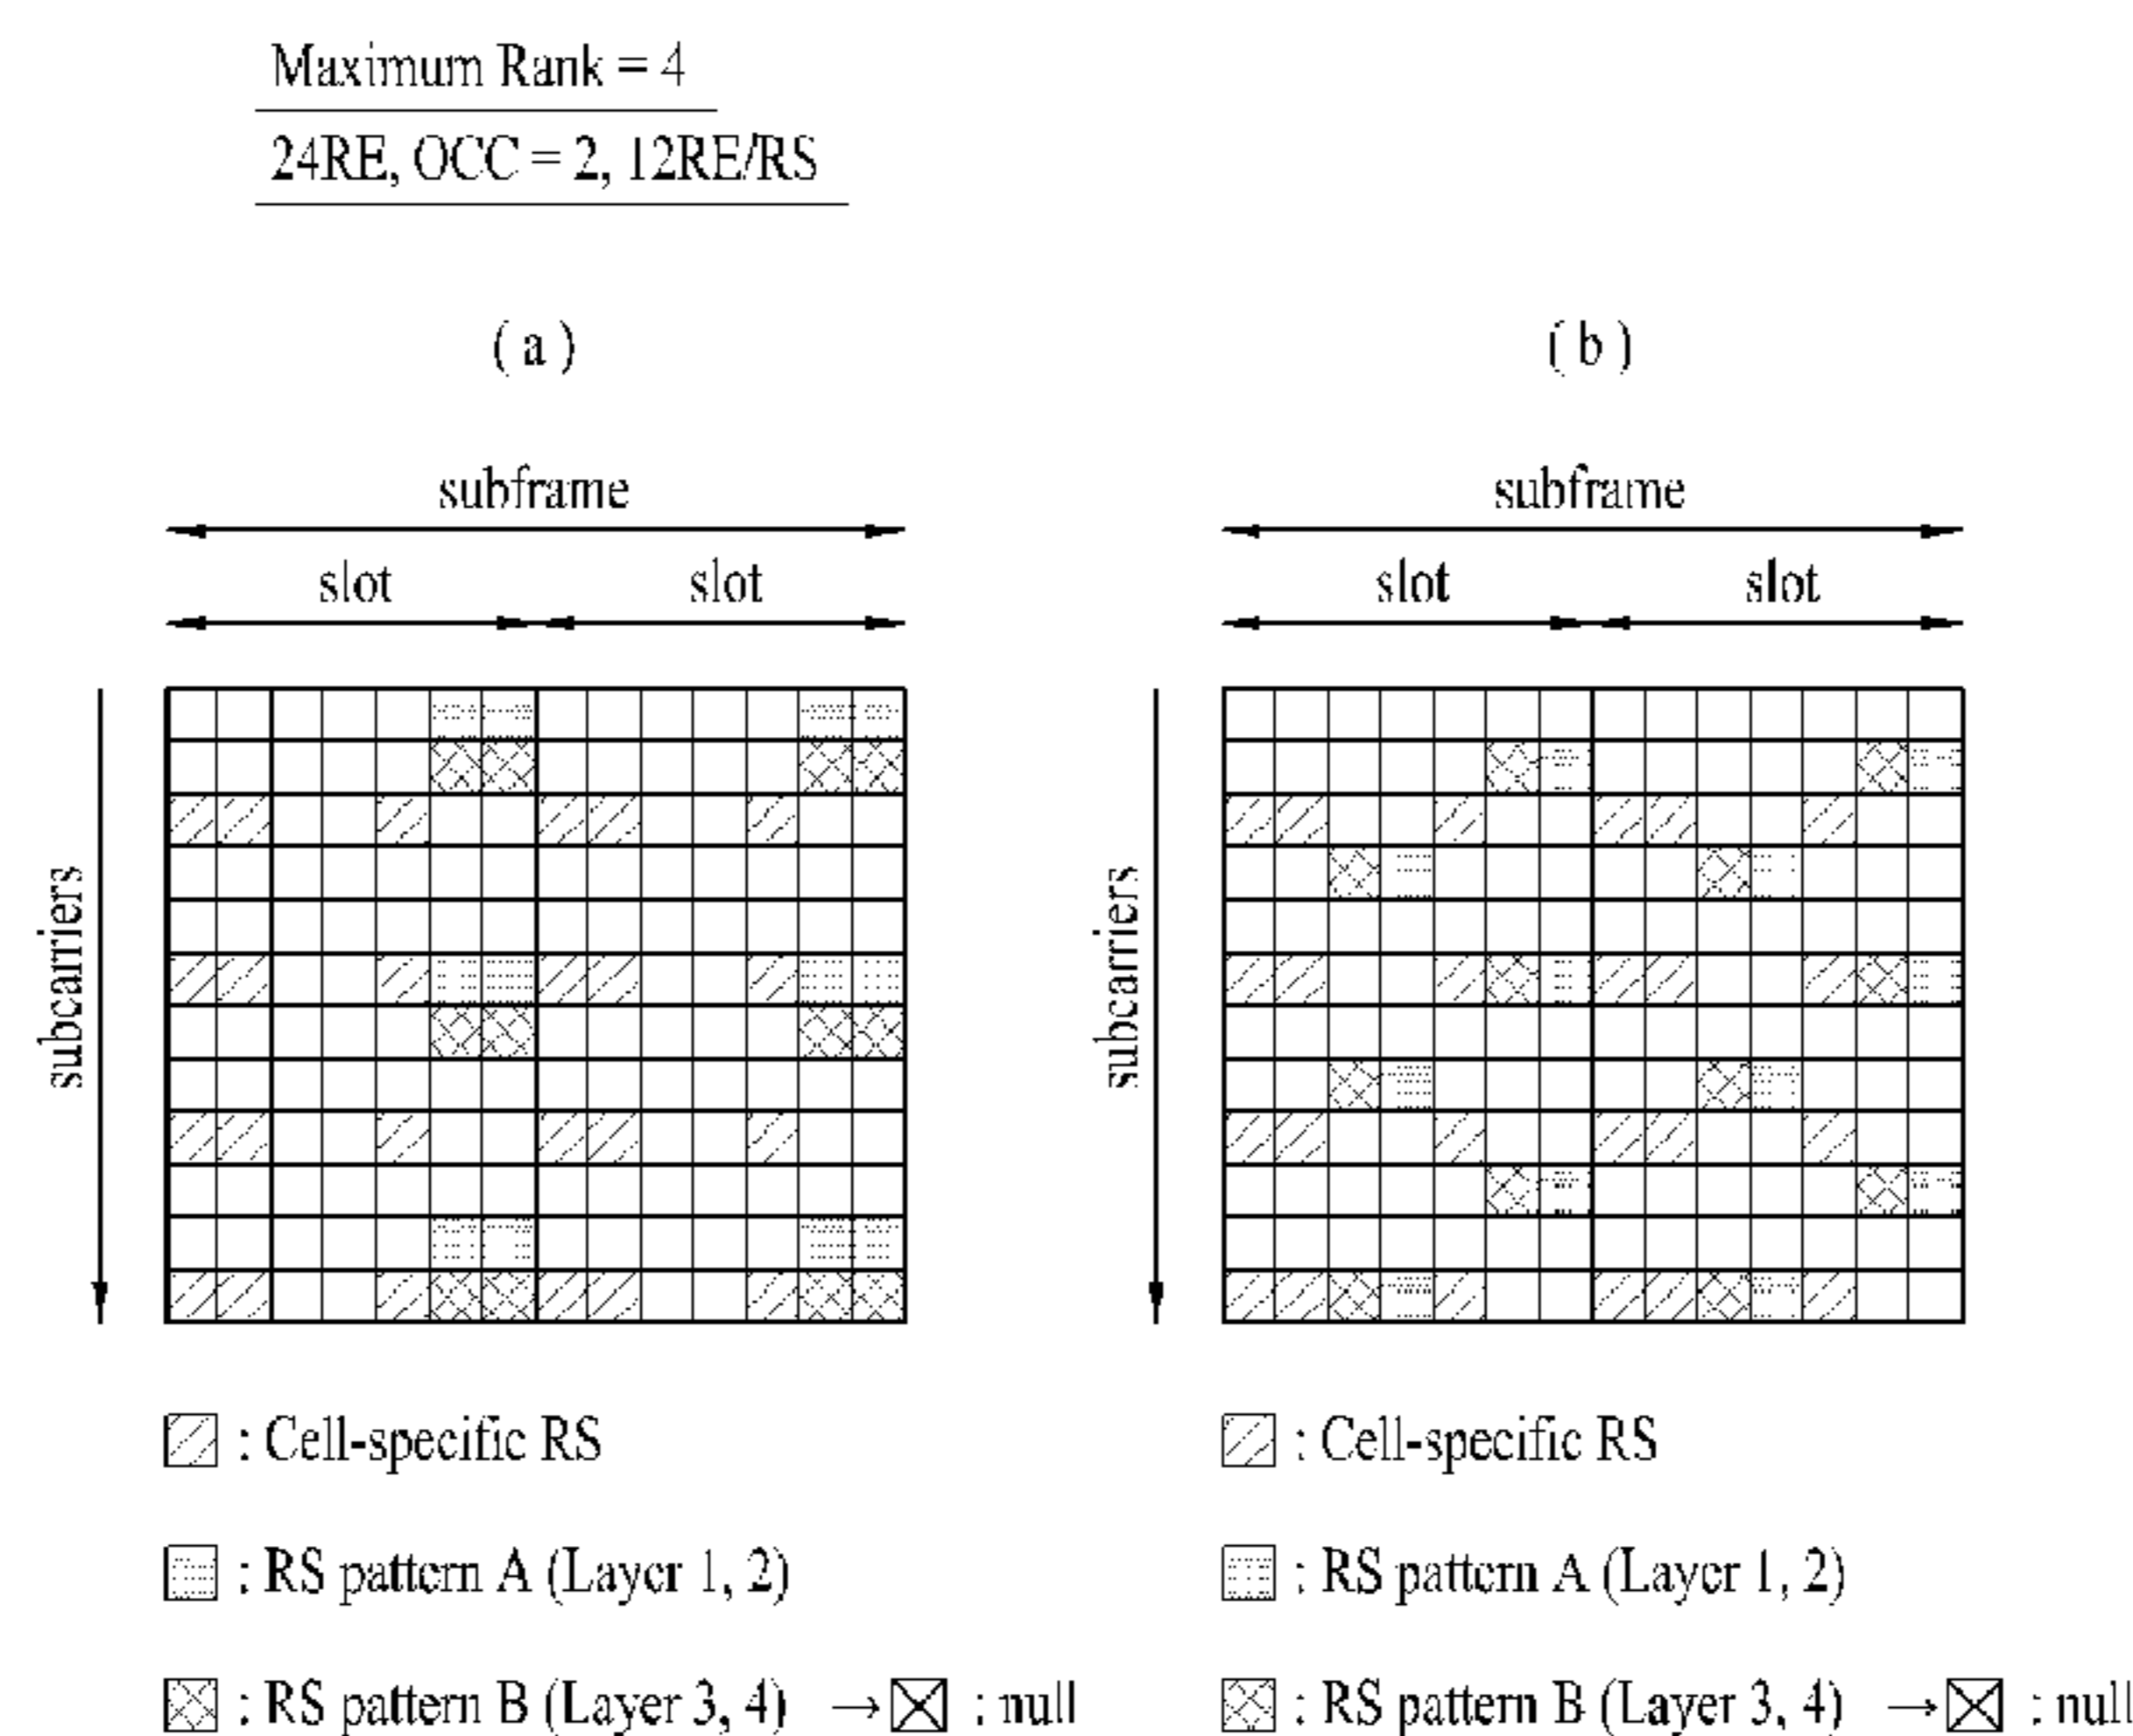 Maximum Rank = 4
24RE, OCC = 2, 12RE/RS
( a )
subframe
slot slot
subcarriers
: Cell-specific RS
: RS pattern A (Layer 1, 2)
: RS pattern B (Layer 3, 4) → : null
( b )
subframe
slot slot
subcarriers
: Cell-specific RS
: RS pattern A (Layer 1, 2)
: RS pattern B (Layer 3, 4) → : null